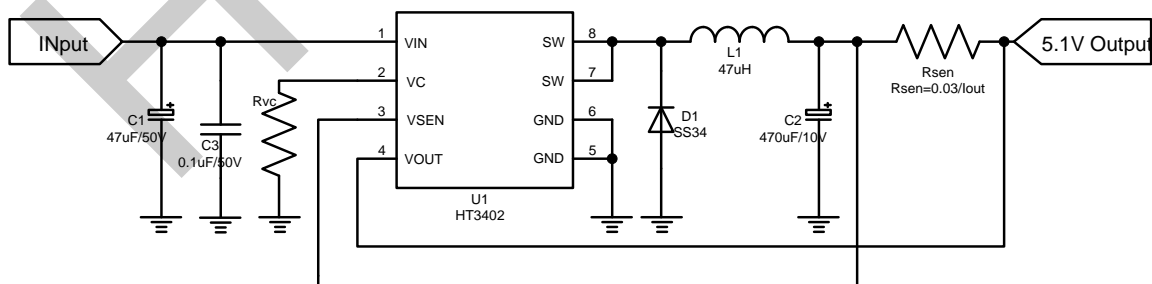 INput
C1
47uF/50V
C3
0.1uF/50V
Rvc
1
2
3
4
VIN
VC
VSEN
VOUT
SW
SW
GND
GND
8
7
6
5
U1
HT3402
D1
SS34
L1
47uH
C2
470uF/10V
Rsen
Rsen=0.03/Iout
5.1V Output